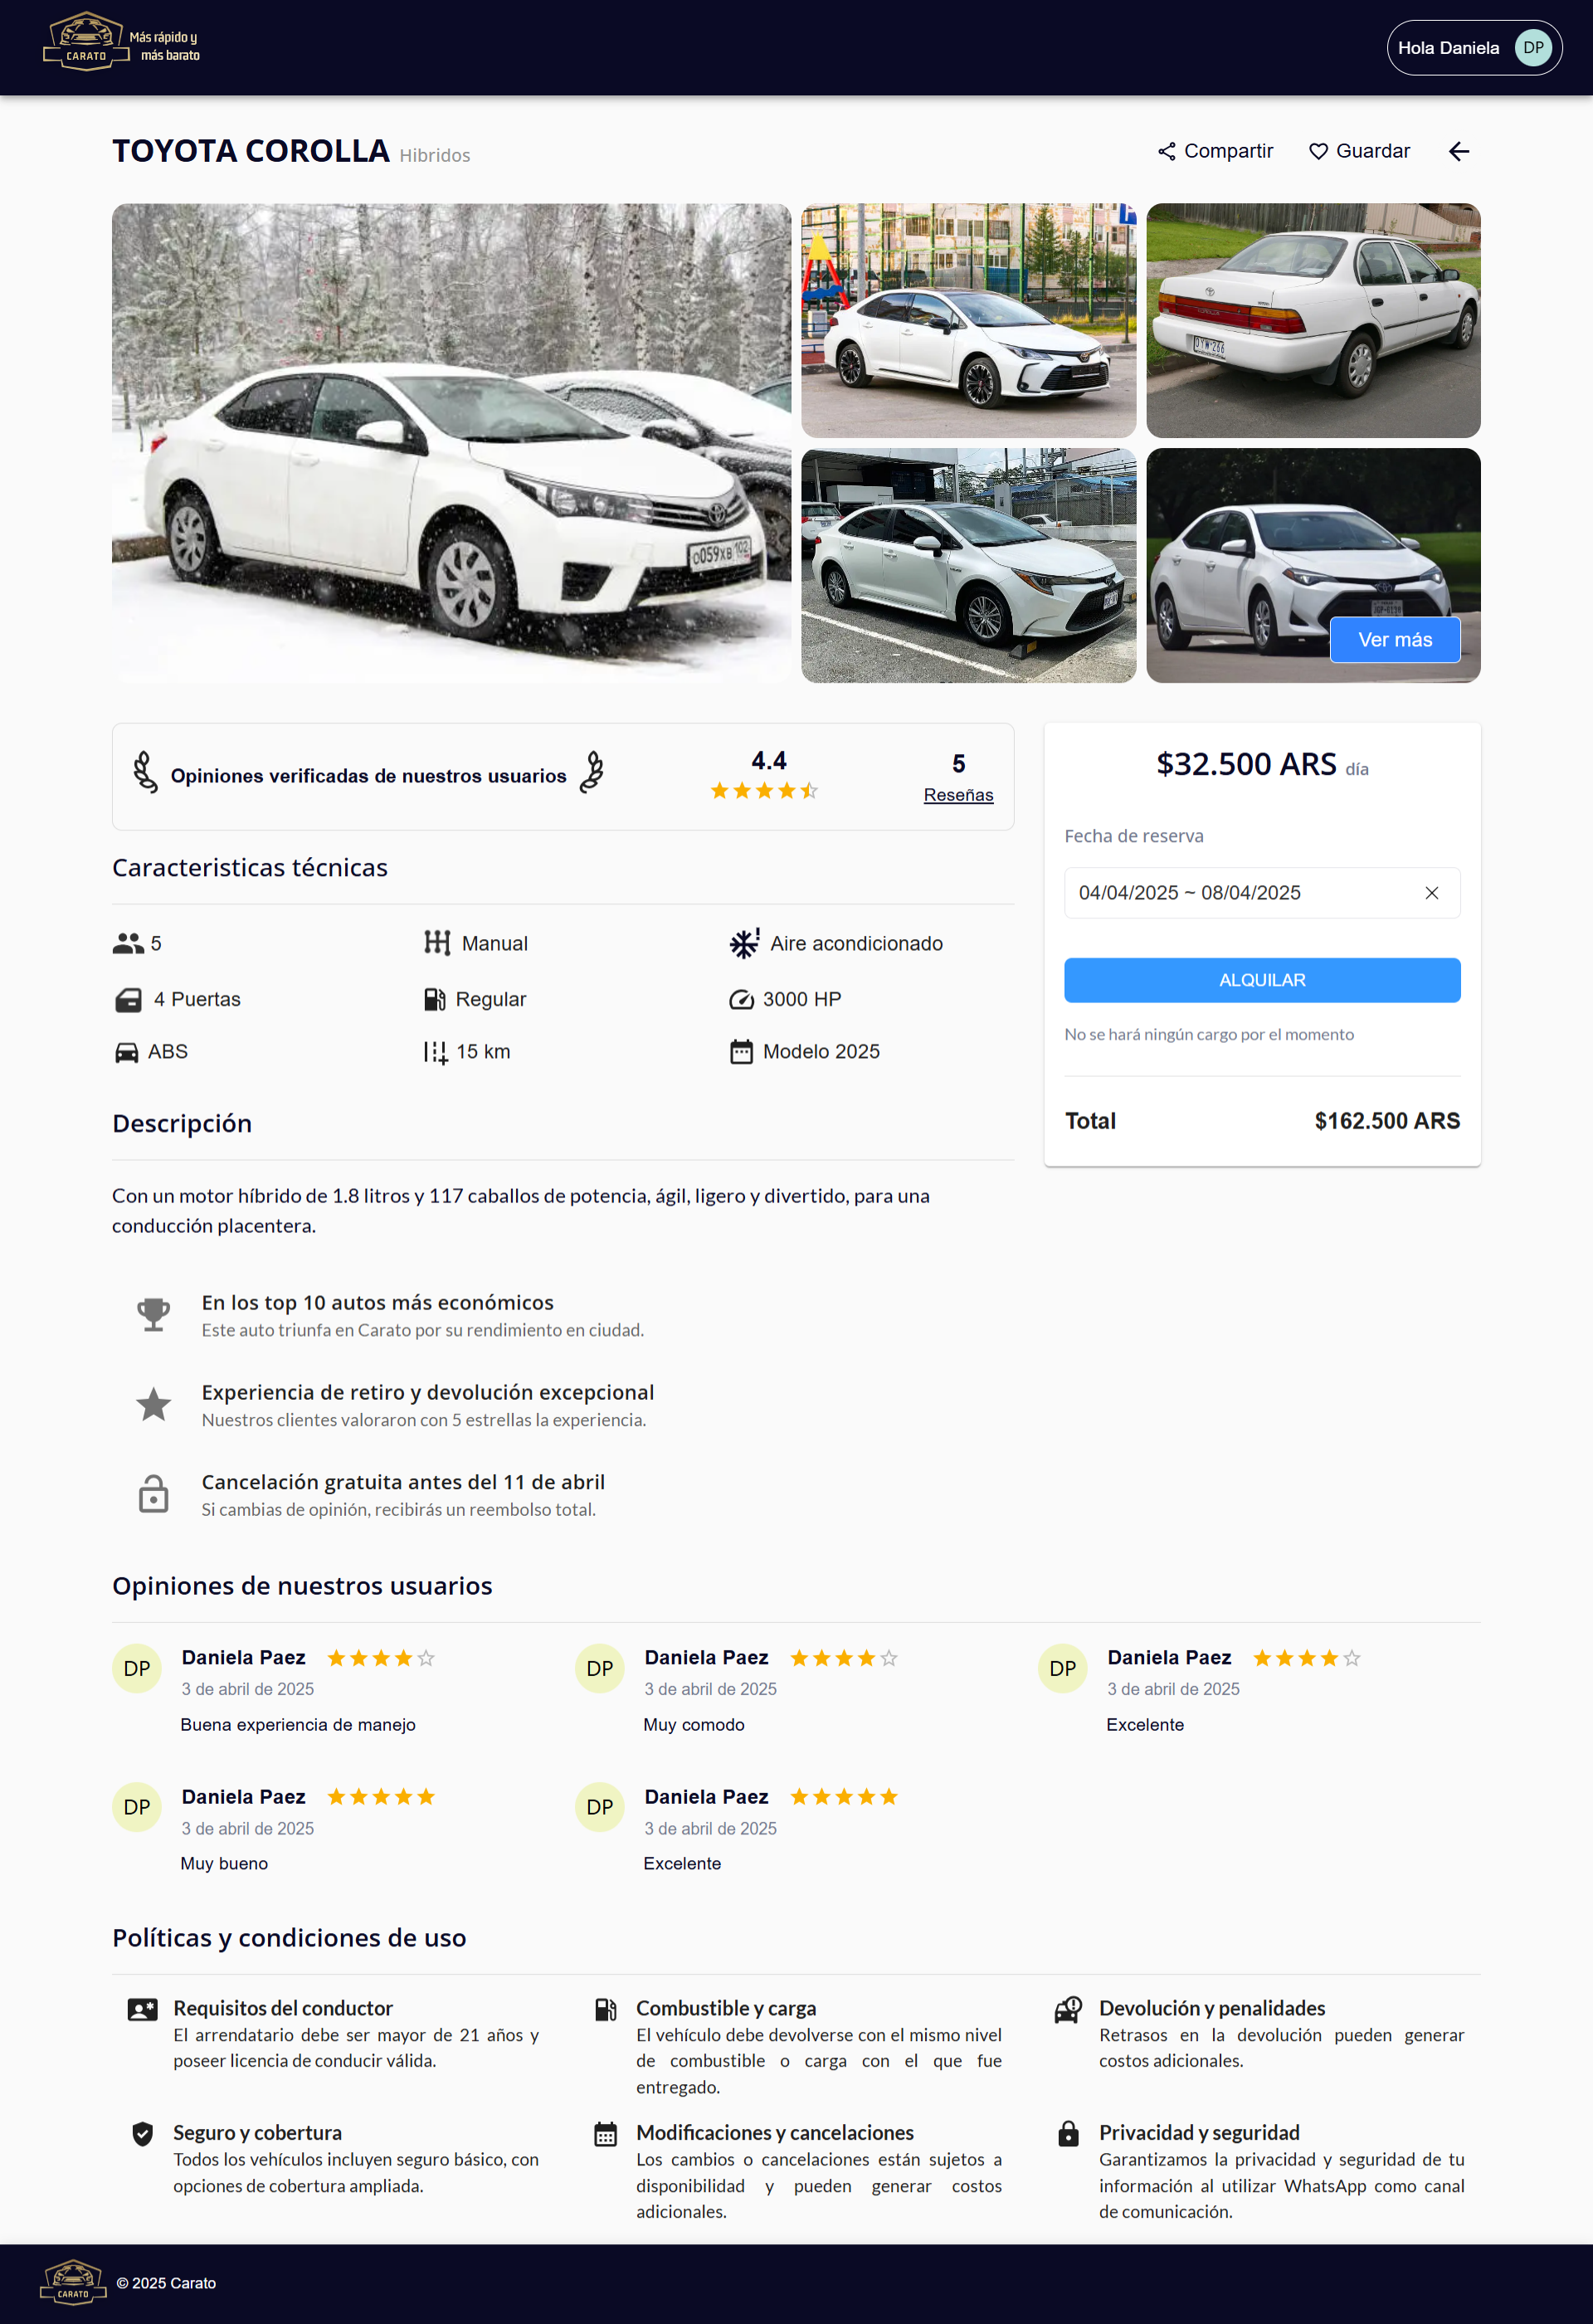 CARATO
Más rápido y
más barato
Hola Daniela
DP
TOYOTA COROLLA Hibridos
Compartir
Guardar
О059ХВ 102
COROLLA
Ver más
Opiniones verificadas de nuestros usuarios
4.4
5
Reseñas
$32.500 ARS día
Fecha de reserva
04/04/2025 ~ 08/04/2025
ALQUILAR
No se hará ningún cargo por el momento
Total
$162.500 ARS
Caracteristicas técnicas
5
Manual
Aire acondicionado
4 Puertas
Regular
3000 HP
ABS
15 km
Modelo 2025
Descripción
Con un motor híbrido de 1.8 litros y 117 caballos de potencia, ágil, ligero y divertido, para una
conducción placentera.
En los top 10 autos más económicos
Este auto triunfa en Carato por su rendimiento en ciudad.
Experiencia de retiro y devolución excepcional
Nuestros clientes valoraron con 5 estrellas la experiencia.
Cancelación gratuita antes del 11 de abril
Si cambias de opinión, recibirás un reembolso total.
Opiniones de nuestros usuarios
DP
Daniela Paez
3 de abril de 2025
Buena experiencia de manejo
DP
Daniela Paez
3 de abril de 2025
Muy comodo
DP
Daniela Paez
3 de abril de 2025
Excelente
DP
Daniela Paez
3 de abril de 2025
Muy bueno
DP
Daniela Paez
3 de abril de 2025
Excelente
Políticas y condiciones de uso
Requisitos del conductor
El arrendatario debe ser mayor de 21 años y
poseer licencia de conducir válida.
Combustible y carga
El vehículo debe devolverse con el mismo nivel
de combustible o carga con el que fue
entregado.
Devolución y penalidades
Retrasos en la devolución pueden generar
costos adicionales.
Seguro y cobertura
Todos los vehículos incluyen seguro básico, con
opciones de cobertura ampliada.
Modificaciones y cancelaciones
Los cambios o cancelaciones están sujetos a
disponibilidad y pueden generar costos
adicionales.
Privacidad y seguridad
Garantizamos la privacidad y seguridad de tu
información al utilizar WhatsApp como canal
de comunicación.
CARATO
© 2025 Carato